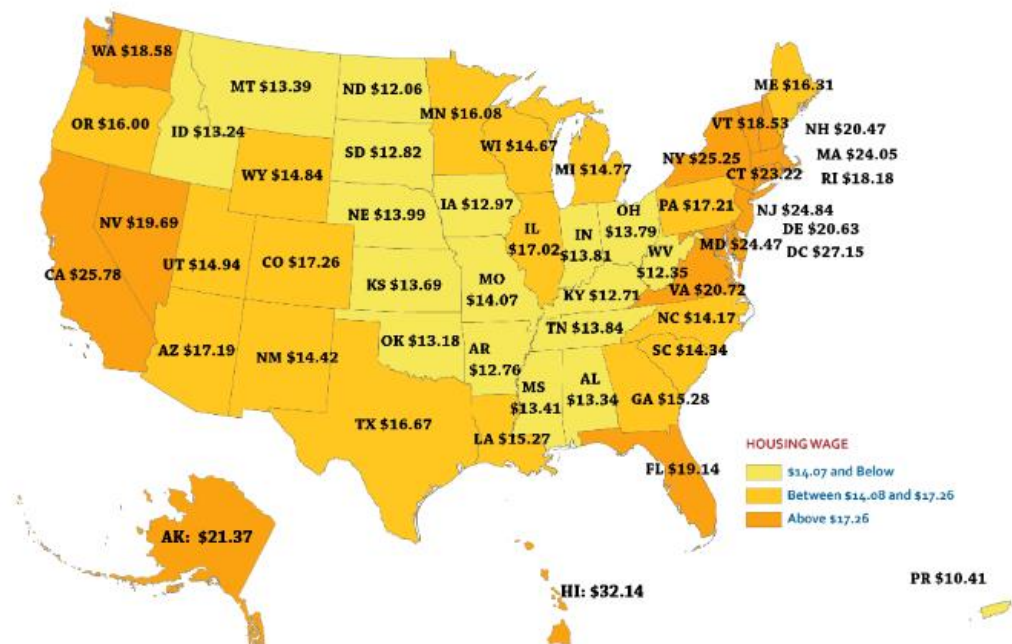 WA $18.58
MT $13.39
ND $12.06
ME $16.31
OR $16.00
ID $13.24
MN $16.08
VT $18.53
NH $20.47
SD $12.82
WI $14.67
MI $14.77
NY $25.25
MA $24.05
CT $23.22
RI $18.18
WY $14.84
NE $13.99
IA $12.97
PA $17.21
NJ $24.84
NV $19.69
IL
$17.02
IN
$13.81
OH
$13.79
DE $20.63
MD $24.47
DC $27.15
WV
$12.35
CA $25.78
UT $14.94
CO $17.26
KS $13.69
MO
$14.07
KY $12.71
VA $20.72
NC $14.17
TN $13.84
AZ $17.19
NM $14.42
OK $13.18
AR
$12.76
SC $14.34
MS
$13.41
AL
$13.34
GA $15.28
TX $16.67
LA $15.27
FL $19.14
HOUSING WAGE
$14.07 and Below
Between $14.08 and $17.26
Above $17.26
AK: $21.37
HI: $32.14
PR $10.41